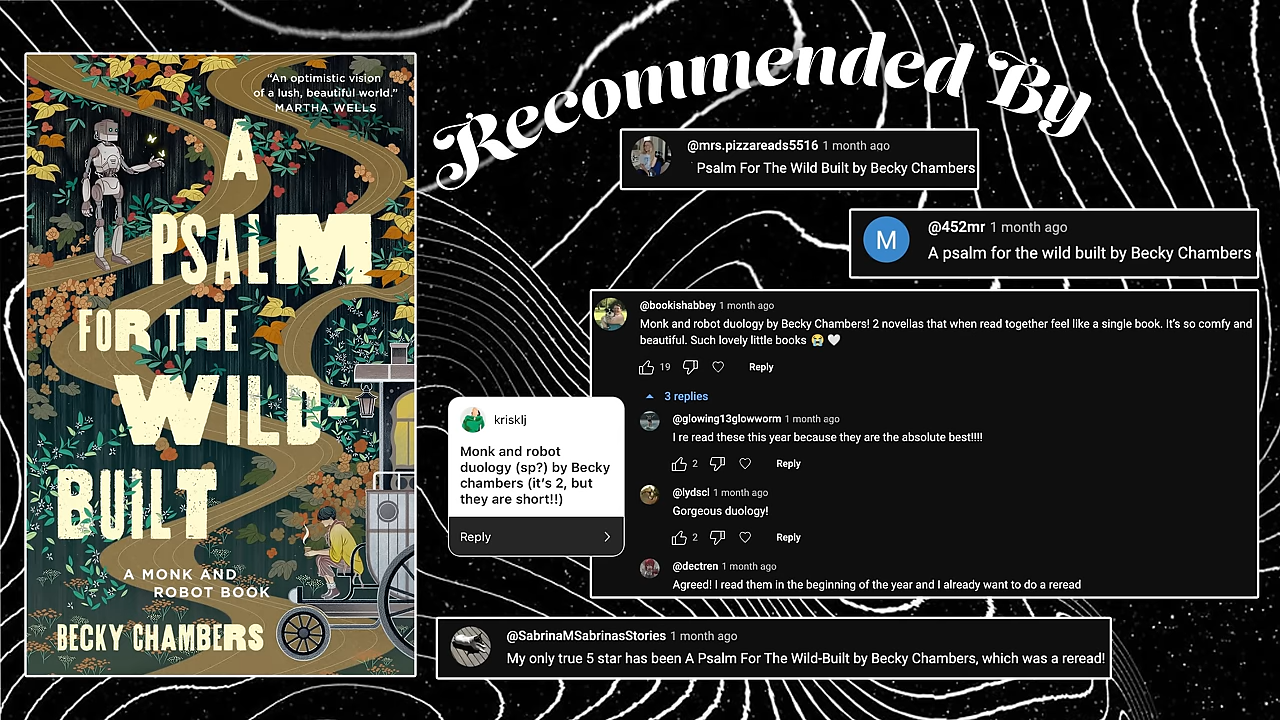 "An optimistic vision
of a lush, beautiful world."
MARTHA WELLS
A
PSALM
FOR THE
WILD-
BUILT
A MONK AND
ROBOT BOOK
BECKY CHAMBERS
Recommended By
@mrs.pizzareads5516 1 month ago
Psalm For The Wild Built by Becky Chambers
M
@452mr 1 month ago
A psalm for the wild built by Becky Chambers
@bookishabbey 1 month ago
Monk and robot duology by Becky Chambers! 2 novellas that when read together feel like a single book. It's so comfy and
beautiful. Such lovely little books 😭 🤍
19 Reply
3 replies
@glowing13glowworm 1 month ago
I re read these this year because they are the absolute best!!!!
2 Reply
@lydscl 1 month ago
Gorgeous duology!
2 Reply
@dectren 1 month ago
Agreed! I read them in the beginning of the year and I already want to do a reread
krisklj
Monk and robot
duology (sp?) by Becky
chambers (it's 2, but
they are short!!)
Reply
@SabrinaMSabrinasStories 1 month ago
My only true 5 star has been A Psalm For The Wild-Built by Becky Chambers, which was a reread!